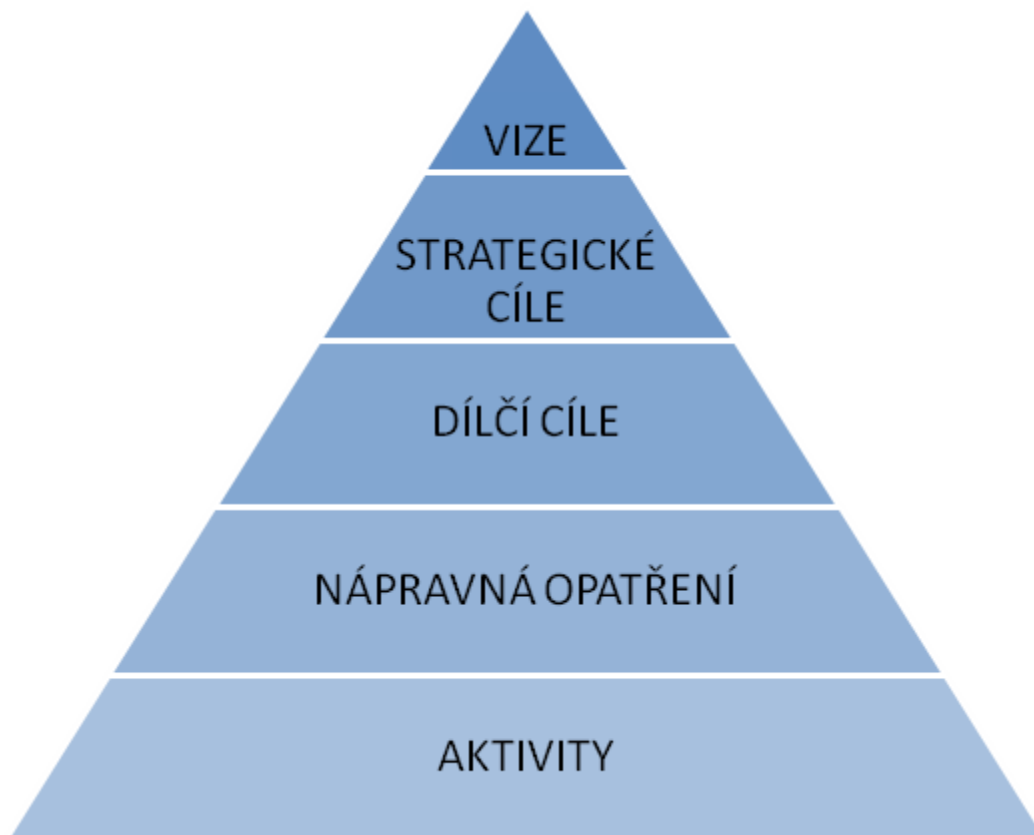 VIZE
STRATEGICKÉ
CÍLE
DÍLČÍ CÍLE
NÁPRAVNÁ OPATŘENÍ
AKTIVITY